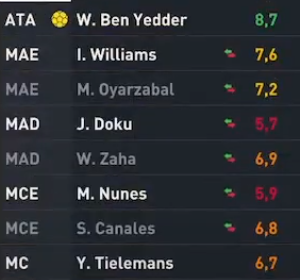 ATA W. Ben Yedder 8,7
MAE I. Williams 7,6
MAE M. Oyarzabal 7,2
MAD J. Doku 5,7
MAD W. Zaha 6,9
MCE M. Nunes 5,9
MCE S. Canales 6,8
MC Y. Tielemans 6,7